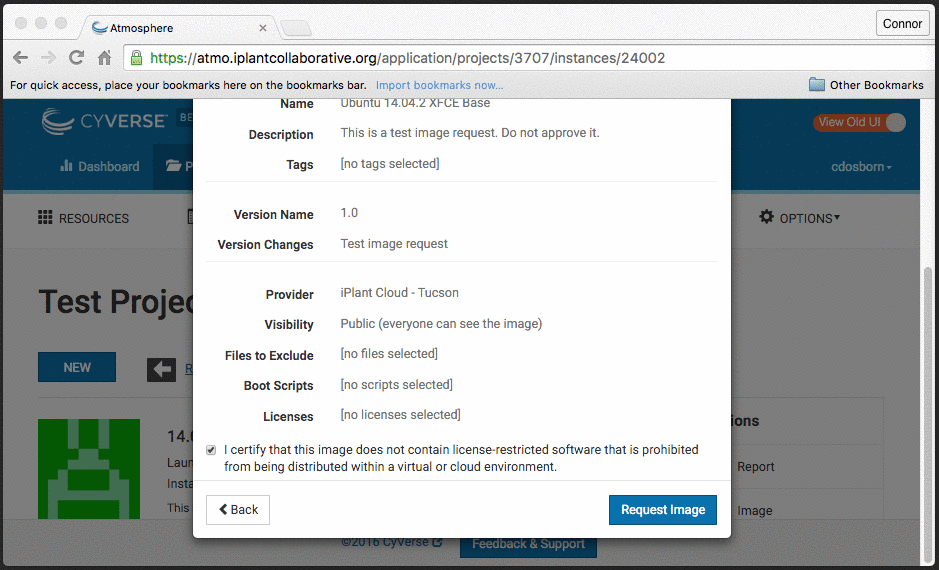 Atmosphere
Connor
https://atmo.iplantcollaborative.org/application/projects/3707/instances/24002
For quick access, place your bookmarks here on the bookmarks bar. Import bookmarks now...
Other Bookmarks
CYVERSE BE
View Old UI
Dashboard P
cdosborn
RESOURCES
OPTIONS
Test Projec
NEW
R
14.0
Laun
Insta
This
ions
Report
Image
Name Ubuntu 14.04.2 XFCE Base
Description This is a test image request. Do not approve it.
Tags [no tags selected]
Version Name 1.0
Version Changes Test image request
Provider iPlant Cloud - Tucson
Visibility Public (everyone can see the image)
Files to Exclude [no files selected]
Boot Scripts [no scripts selected]
Licenses [no licenses selected]
I certify that this image does not contain license-restricted software that is prohibited
from being distributed within a virtual or cloud environment.
Back
Request Image
©2016 CyVerse
Feedback & Support